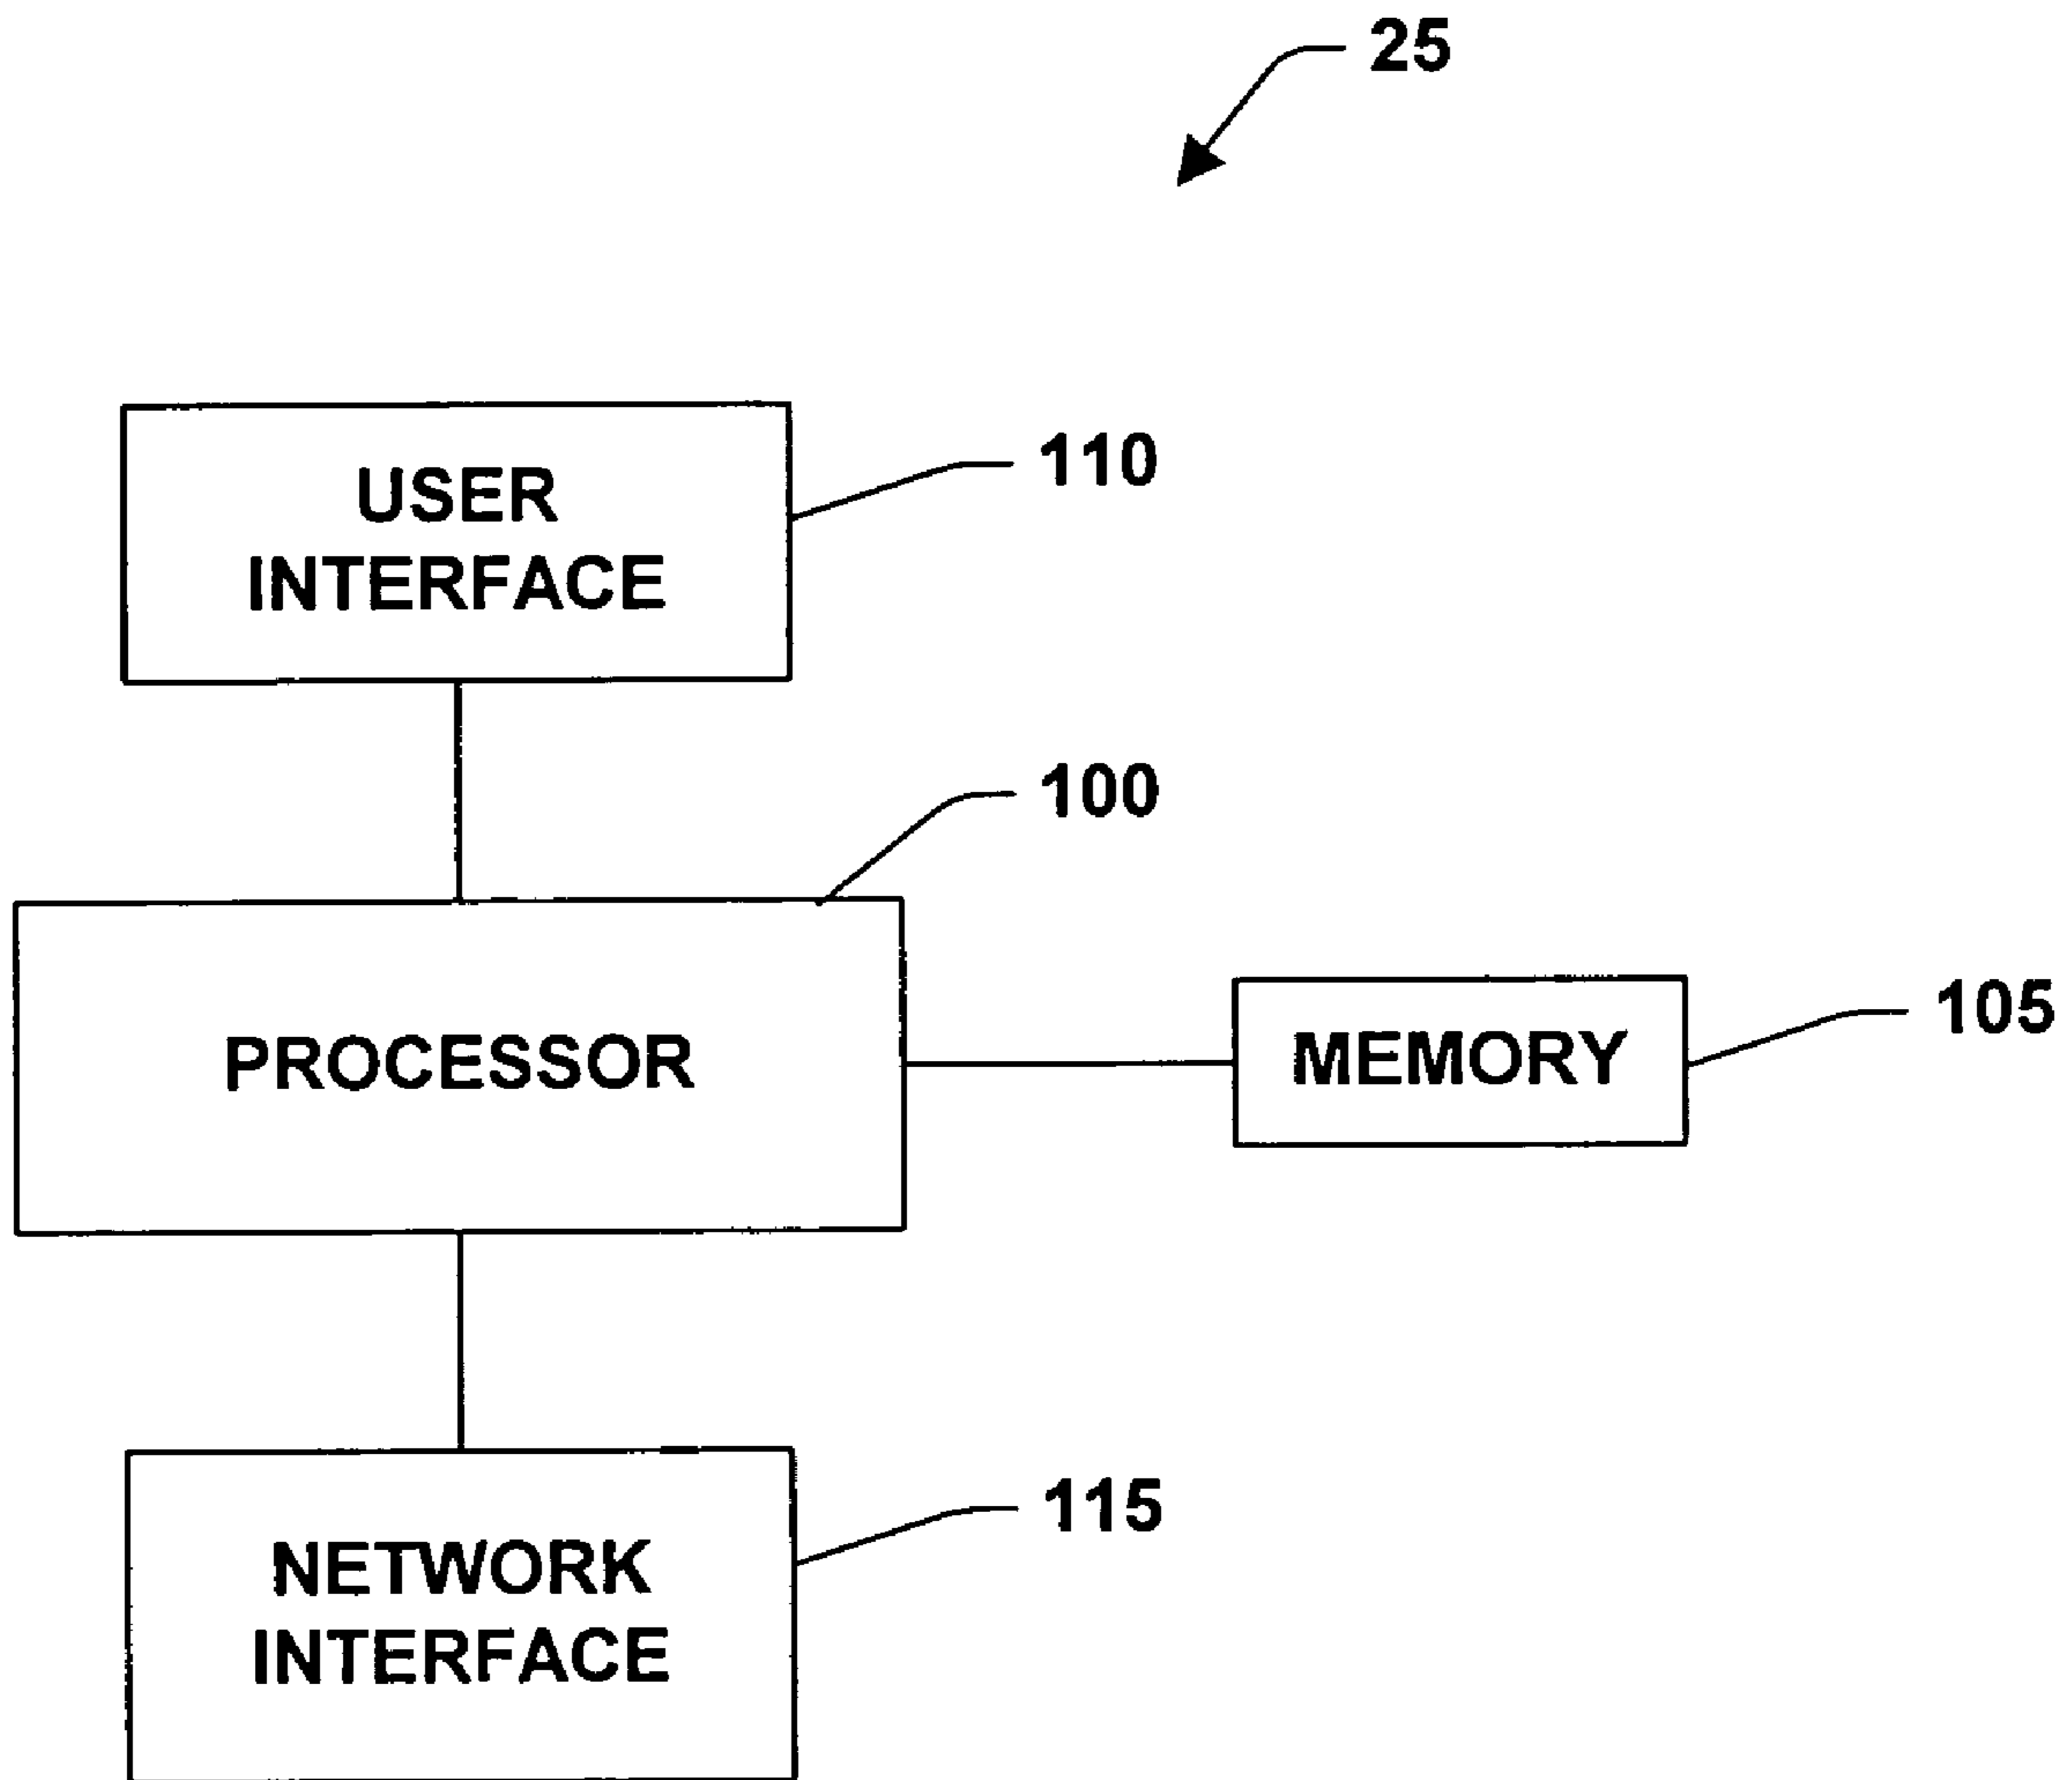 25
USER
INTERFACE
110
100
PROCESSOR
MEMORY
105
NETWORK
INTERFACE
115